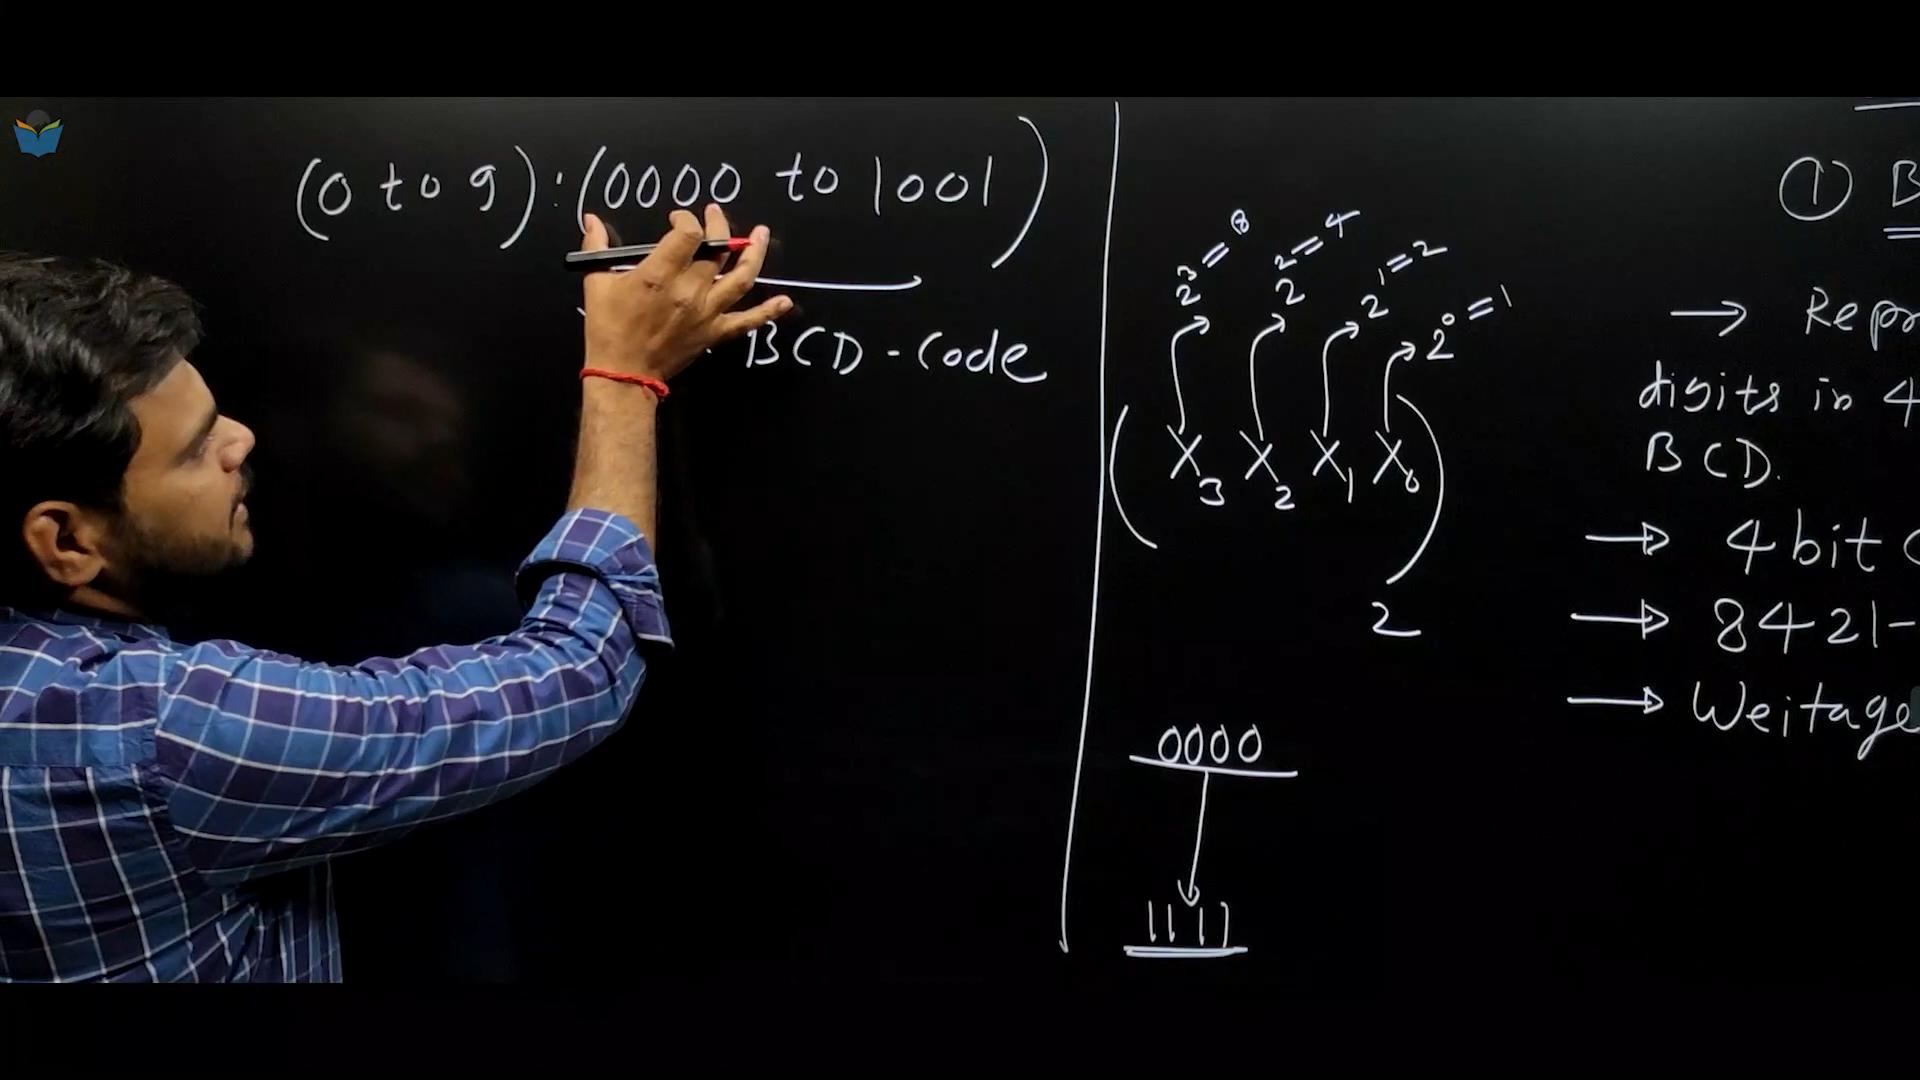 (0 to 9) : (0000 to 1001)
BCD - Code
2³ = 8
2² = 4
2¹ = 2
2⁰ = 1
(X₃ X₂ X₁ X₀)₂
0000
1111
① B
→ Repr
digits in 4
BCD.
→ 4 bit
→ 8421-
→ Weitage